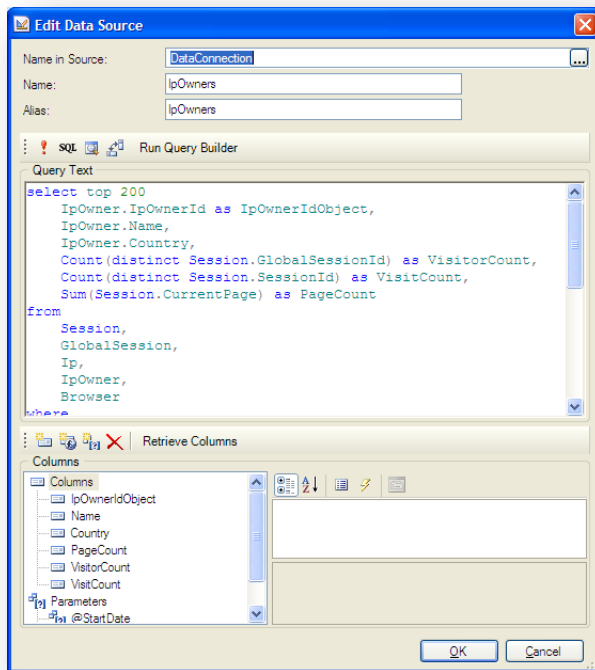 Edit Data Source
Name in Source: DataConnection ...
Name: IpOwners
Alias: IpOwners
SQL Run Query Builder
Query Text
select top 200
IpOwner.IpOwnerId as IpOwnerIdObject,
IpOwner.Name,
IpOwner.Country,
Count(distinct Session.GlobalSessionId) as VisitorCount,
Count(distinct Session.SessionId) as VisitCount,
Sum(Session.CurrentPage) as PageCount
from
Session,
GlobalSession,
Ip,
IpOwner,
Browser
where
Retrieve Columns
Columns
Columns
IpOwnerIdObject
Name
Country
PageCount
VisitorCount
VisitCount
Parameters
@StartDate
OK Cancel